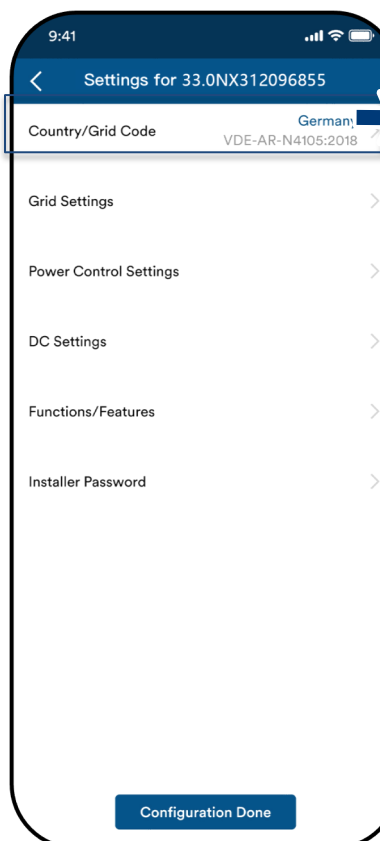 9:41
Settings for 33.0NX312096855
Country/Grid Code
Germany
VDE-AR-N4105:2018
Grid Settings
Power Control Settings
DC Settings
Functions/Features
Installer Password
Configuration Done